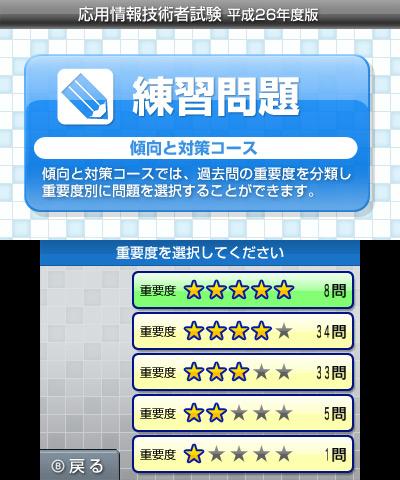 応用情報技術者試験 平成26年度版
練習問題
傾向と対策コース
傾向と対策コースでは、過去問の重要度を分類し
重要度別に問題を選択することができます。
重要度を選択してください
重要度 ★★★★★ 8問
重要度 ★★★★★ 34問
重要度 ★★★★★ 33問
重要度 ★★★★★ 5問
重要度 ★★★★★ 1問
Ⓑ戻る